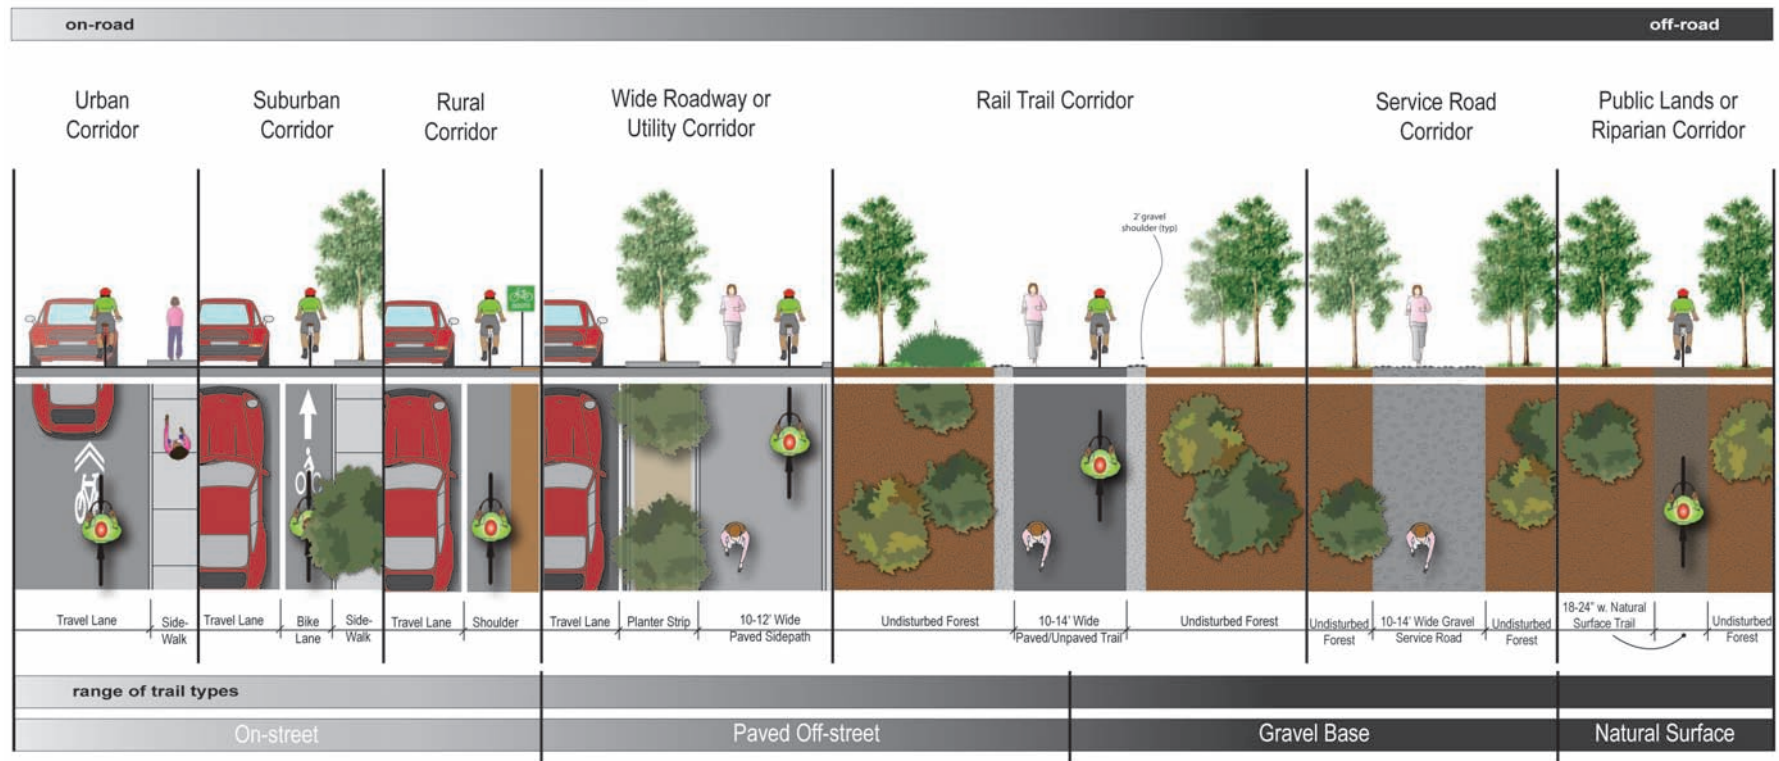 on-road
off-road
Urban
Corridor
Suburban
Corridor
Rural
Corridor
Wide Roadway or
Utility Corridor
Rail Trail Corridor
Service Road
Corridor
Public Lands or
Riparian Corridor
2' gravel
shoulder (typ)
Travel Lane
Side-
Walk
Travel Lane
Bike
Lane
Side-
Walk
Travel Lane
Shoulder
Travel Lane
Planter Strip
10-12' Wide
Paved Sidepath
Undisturbed Forest
10-14' Wide
Paved/Unpaved Trail
Undisturbed Forest
Undisturbed
Forest
10-14' Wide Gravel
Service Road
Undisturbed
Forest
18-24" w. Natural
Surface Trail
Undisturbed
Forest
range of trail types
On-street
Paved Off-street
Gravel Base
Natural Surface